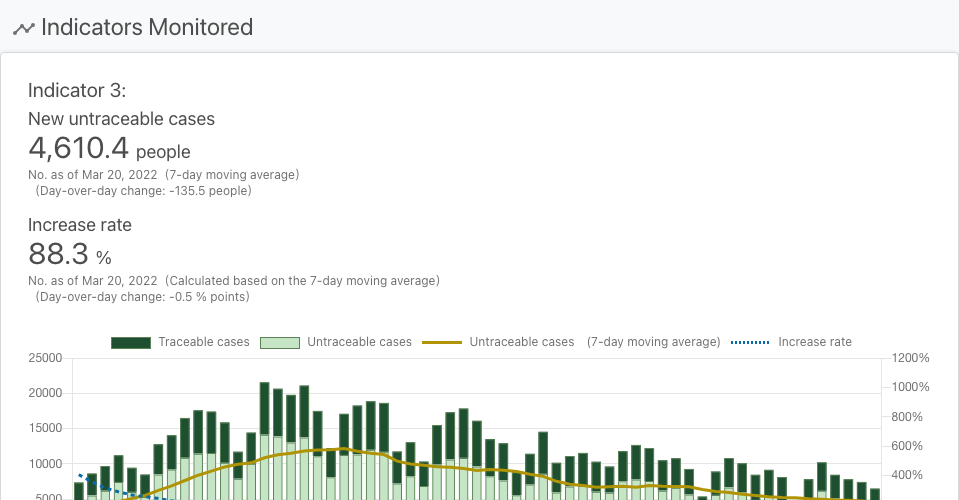 Indicators Monitored
Indicator 3:
New untraceable cases
4,610.4 people
No. as of Mar 20, 2022 (7-day moving average)
(Day-over-day change: -135.5 people)
Increase rate
88.3 %
No. as of Mar 20, 2022 (Calculated based on the 7-day moving average)
(Day-over-day change: -0.5 % points)
Traceable cases Untraceable cases Untraceable cases (7-day moving average) Increase rate
25000 1200%
20000 1000%
15000 800%
10000 600%
5000 400%